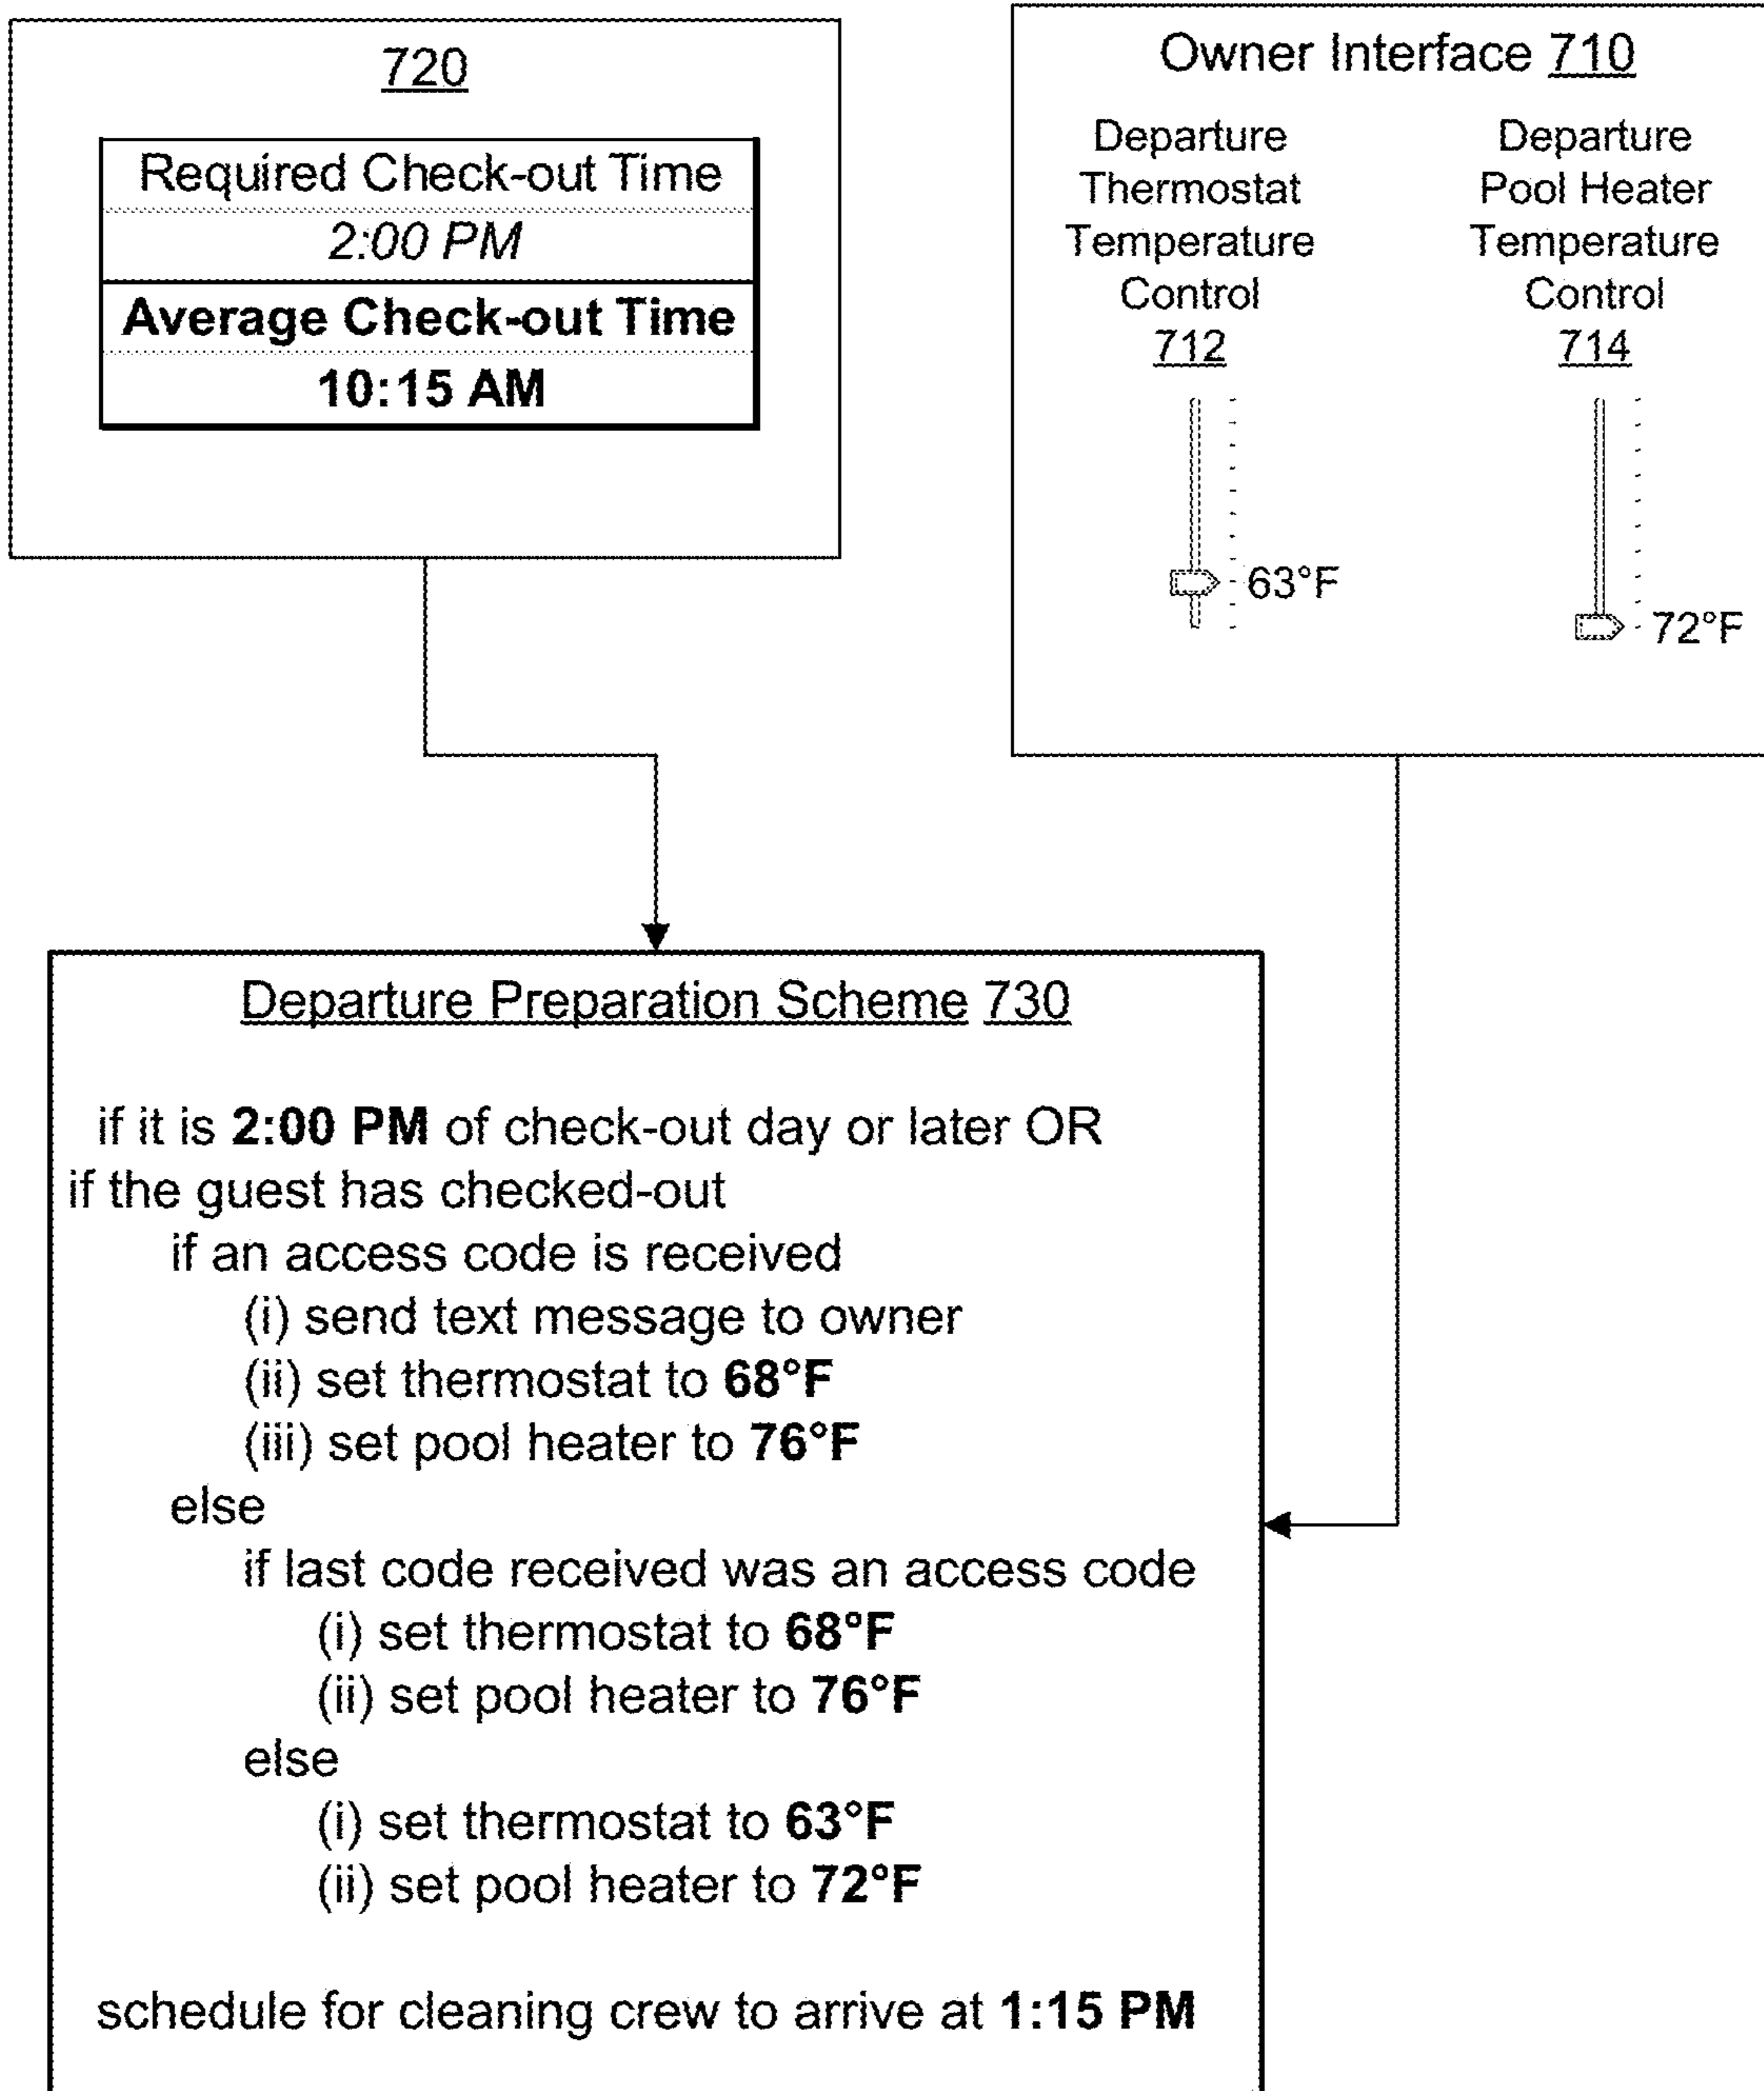 720
Required Check-out Time
2:00 PM
Average Check-out Time
10:15 AM
Owner Interface 710
Departure
Thermostat
Temperature
Control
712
63°F
Departure
Pool Heater
Temperature
Control
714
72°F
Departure Preparation Scheme 730
if it is 2:00 PM of check-out day or later OR
if the guest has checked-out
if an access code is received
(i) send text message to owner
(ii) set thermostat to 68°F
(iii) set pool heater to 76°F
else
if last code received was an access code
(i) set thermostat to 68°F
(ii) set pool heater to 76°F
else
(i) set thermostat to 63°F
(ii) set pool heater to 72°F
schedule for cleaning crew to arrive at 1:15 PM